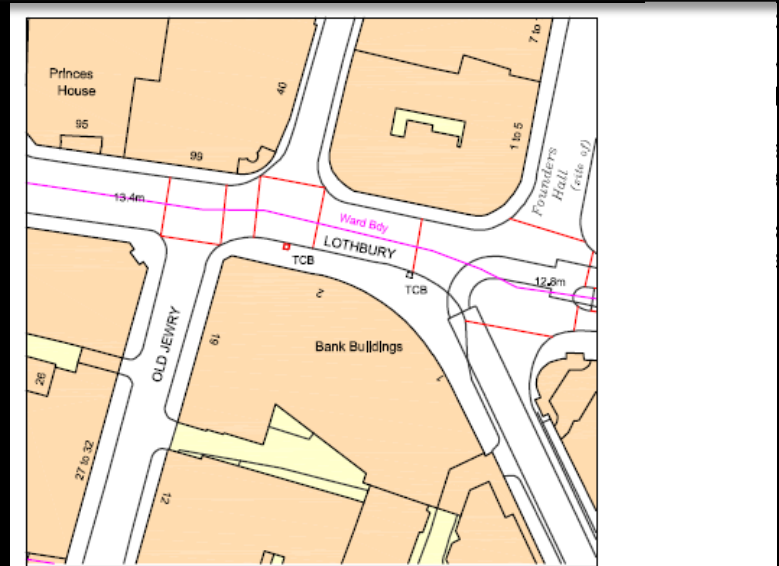 7 to
Princes
House
40
95
99
1 to 5
Founders
Hall
(site of)
13.4m
Ward Bdy
LOTHBURY
TCB
12.8m
TCB
2
OLD JEWRY
19
Bank Buildings
1
26
27 to 32
12